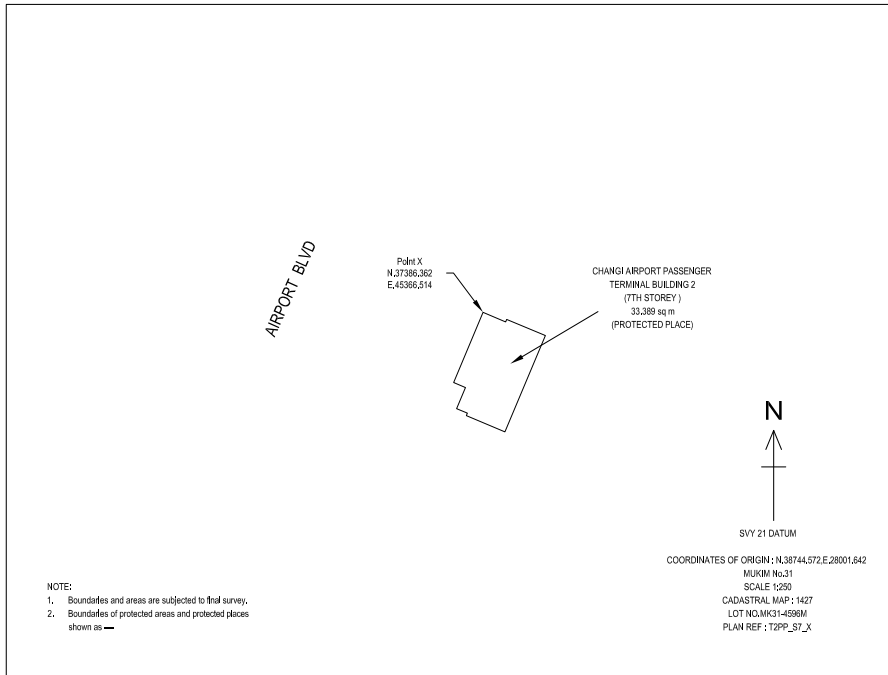 AIRPORT BLVD
Point X
N.37386.362
E.45366.514
CHANGI AIRPORT PASSENGER
TERMINAL BUILDING 2
(7TH STOREY )
33.389 sq m
(PROTECTED PLACE)
N
SVY 21 DATUM
COORDINATES OF ORIGIN : N.38744.572,E.28001.642
MUKIM No.31
SCALE 1:250
CADASTRAL MAP : 1427
LOT NO.MK31-4596M
PLAN REF : T2PP_S7_X
NOTE:
1. Boundaries and areas are subjected to final survey.
2. Boundaries of protected areas and protected places
shown as —